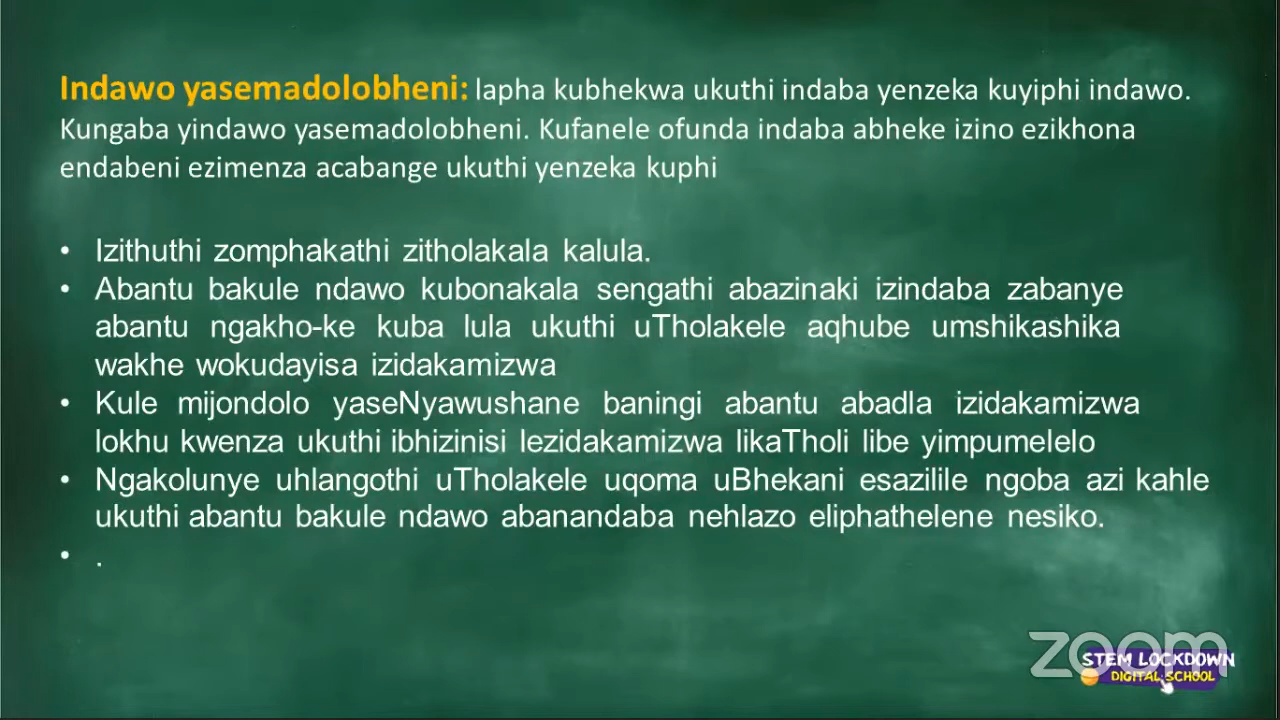 Indawo yasemadolobheni: lapha kubhekwa ukuthi indaba yenzeka kuyiphi indawo.
Kungaba yindawo yasemadolobheni. Kufanele ofunda indaba abheke izino ezikhona
endabeni ezimenza acabange ukuthi yenzeka kuphi
• Izithuthi zomphakathi zitholakala kalula.
• Abantu bakule ndawo kubonakala sengathi abazinaki izindaba zabanye
abantu ngakho-ke kuba lula ukuthi uTholakele aqhube umshikashika
wakhe wokudayisa izidakamizwa
• Kule mijondolo yaseNyawushane baningi abantu abadla izidakamizwa
lokhu kwenza ukuthi ibhizinisi lezidakamizwa likaTholi libe yimpumelelo
• Ngakolunye uhlangothi uTholakele uqoma uBhekani esazilile ngoba azi kahle
ukuthi abantu bakule ndawo abanandaba nehlazo eliphathelene nesiko.
• .
zoom
STEM LOCKDOWN
DIGITAL SCHOOL